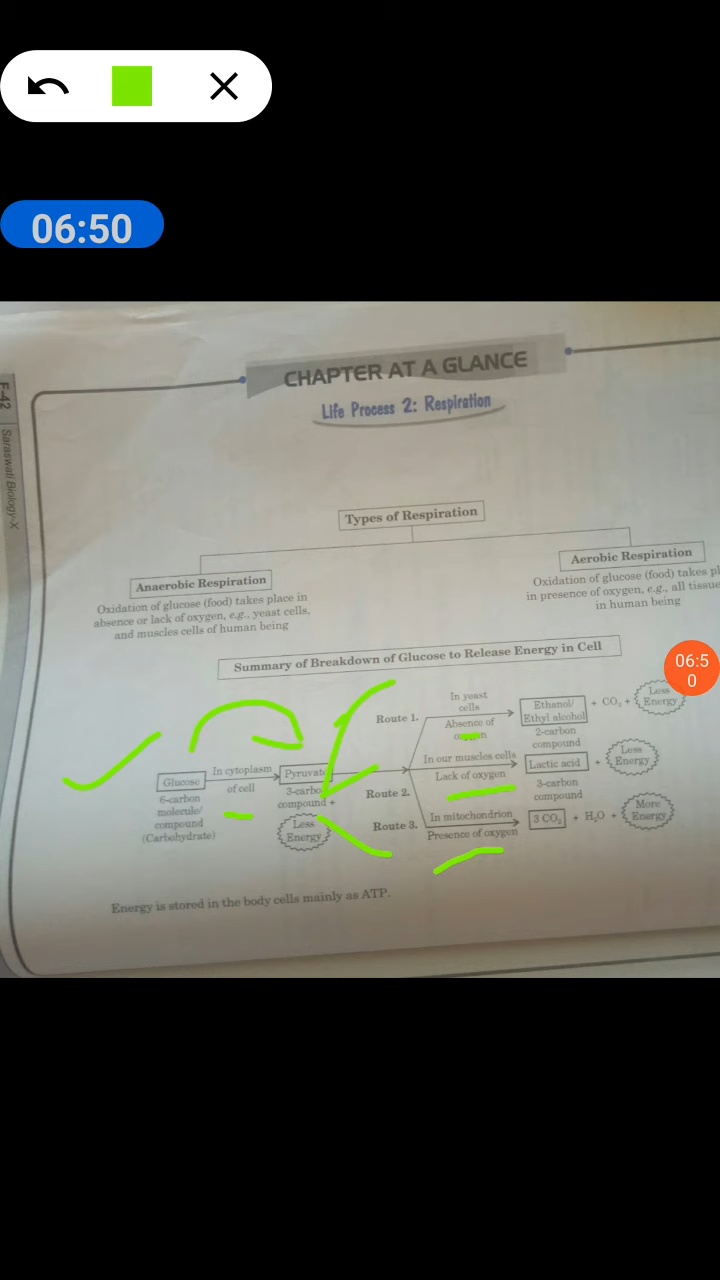 06:50
CHAPTER AT A GLANCE
Life Process 2: Respiration
F-42
Saraswati Biology-X
Types of Respiration
Anaerobic Respiration
Oxidation of glucose (food) takes place in
absence or lack of oxygen, e.g., yeast cells,
and muscles cells of human being
Aerobic Respiration
Oxidation of glucose (food) takes
in presence of oxygen, e.g., all
in human being
Summary of Breakdown of Glucose to Release Energy in Cell
06:5
0
Glucose
6-carbon
molecule/
compound
(Carbohydrate)
In cytoplasm
of cell
Pyruvate
3-carbo
compound +
Less
Energy
Route 1.
In yeast
cells
Absence of
Ethanol/
Ethyl alcohol
2-carbon
compound
+ CO₂ +
Less
Energy
Route 2.
In our muscles cells
Lack of oxygen
Lactic acid
3-carbon
compound
+
Less
Energy
Route 3.
In mitochondrion
Presence of oxygen
3 CO₂
+ H₂O +
More
Energy
Energy is stored in the body cells mainly as ATP.